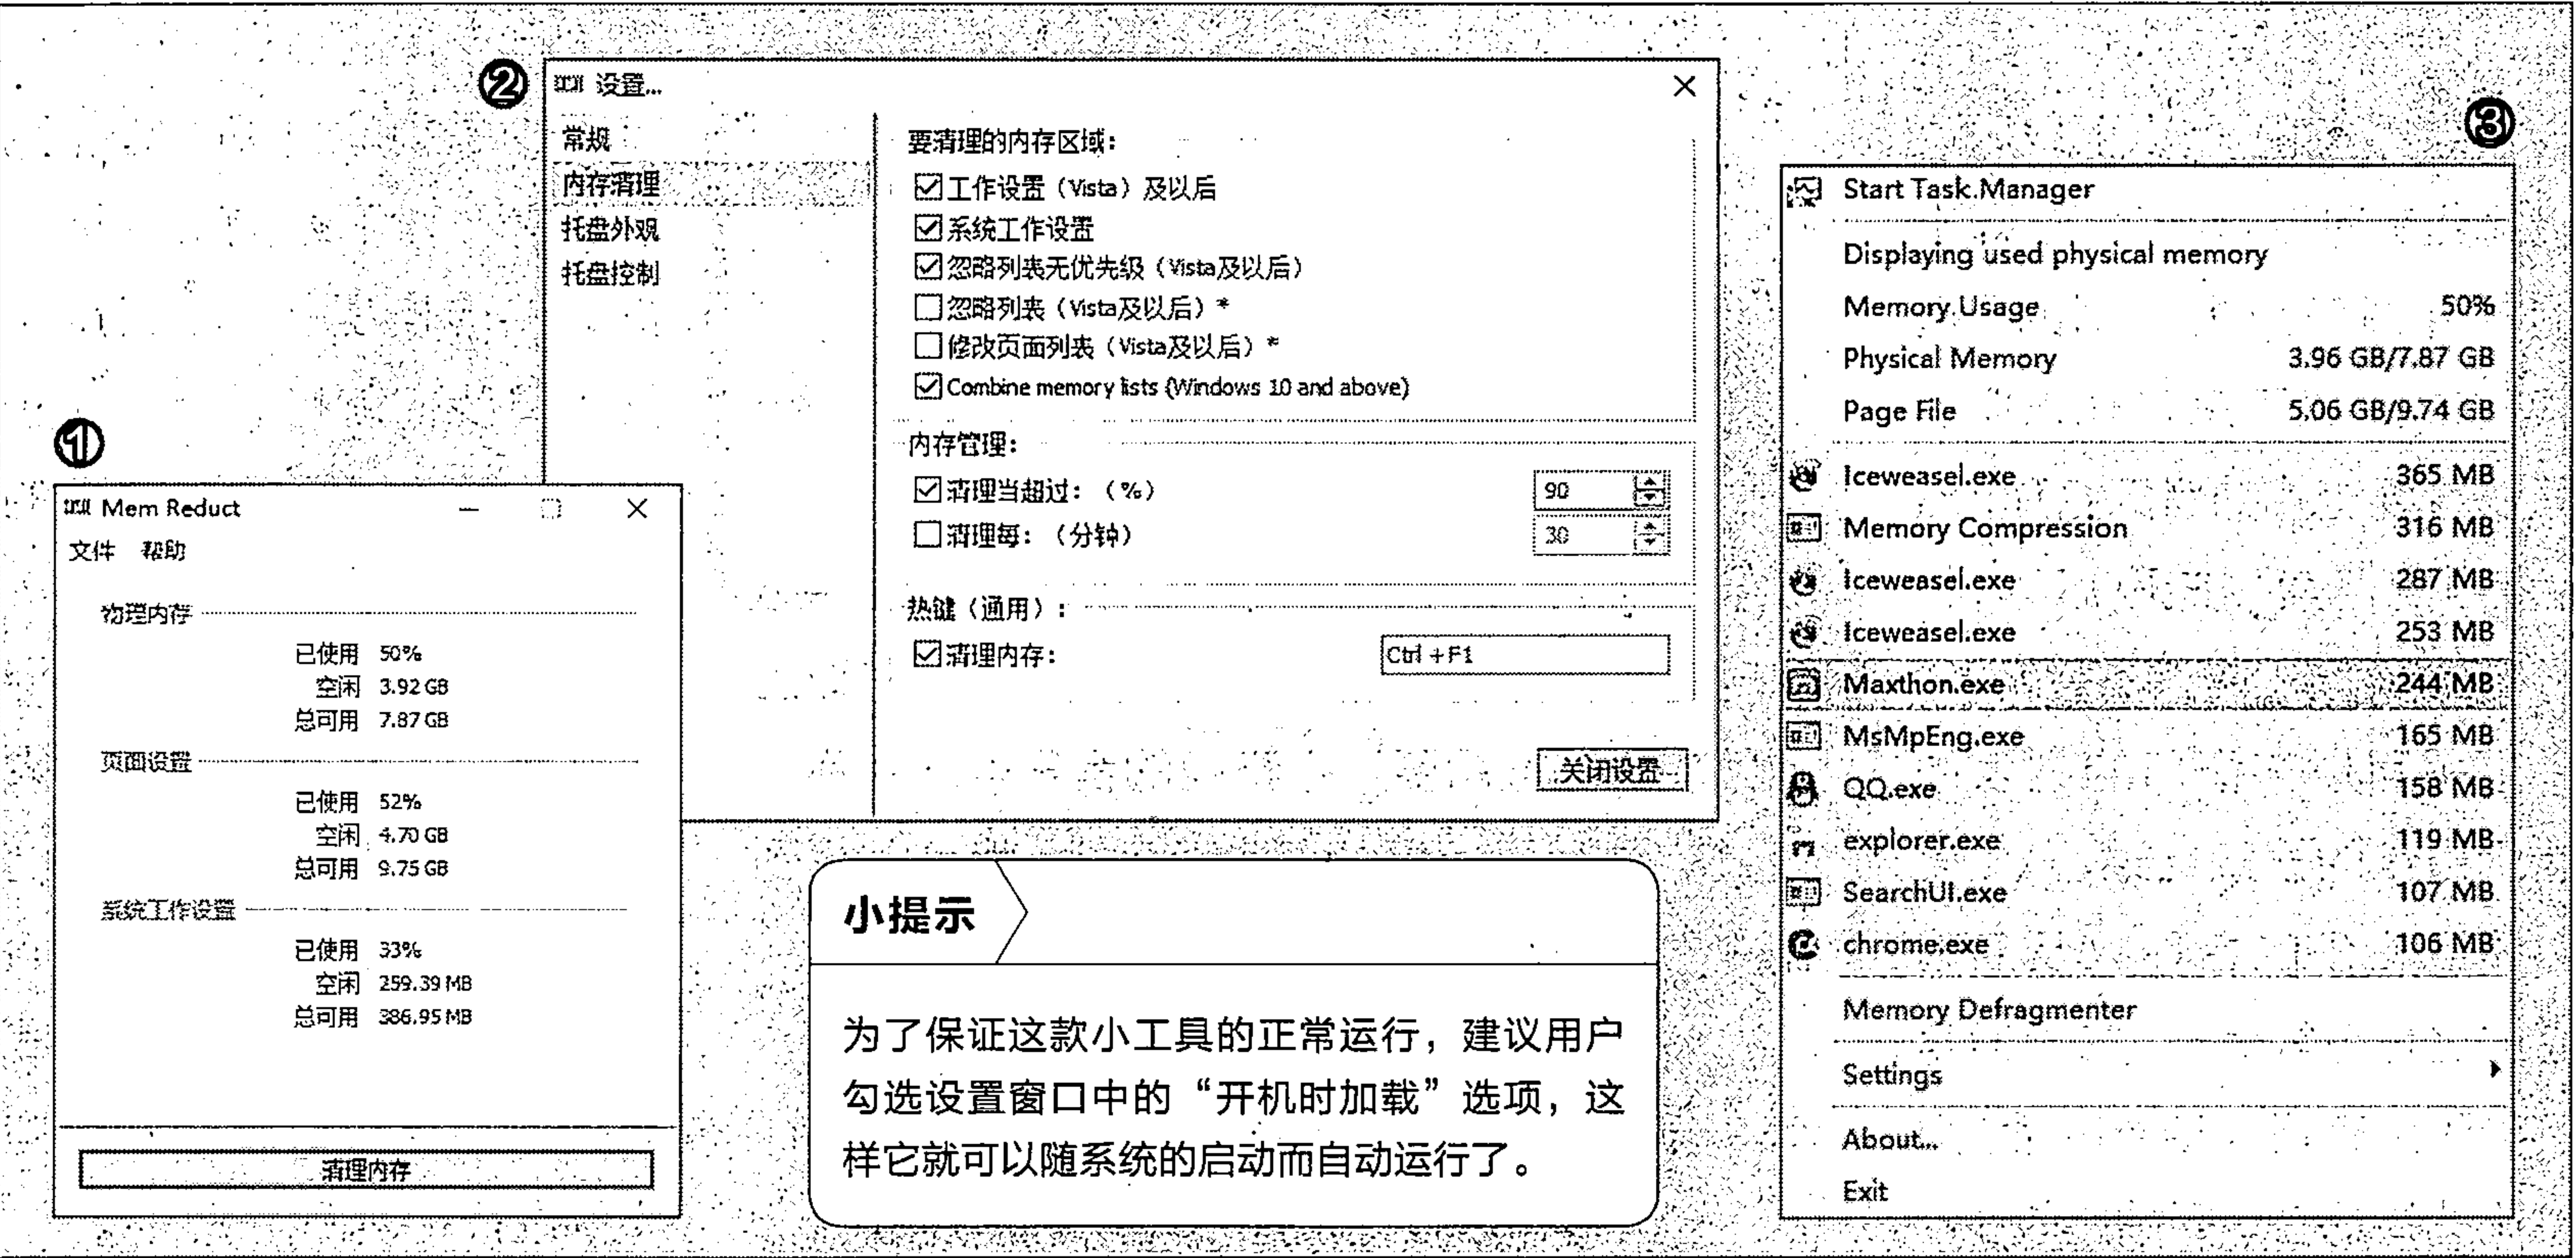 ①
Mem Reduct
文件 帮助
物理内存
已使用 50%
空闲 3.92 GB
总可用 7.87 GB
页面设置
已使用 52%
空闲 4.70 GB
总可用 9.75 GB
系统工作设置
已使用 33%
空闲 259.39 MB
总可用 386.95 MB
清理内存
②
设置...
常规
内存清理
托盘外观
托盘控制
要清理的内存区域：
工作设置（Vista）及以后
系统工作设置
忽略列表无优先级（Vista及以后）
忽略列表（Vista及以后）*
修改页面列表（Vista及以后）*
Combine memory lists (Windows 10 and above)
内存管理：
清理当超过：（%） 90
清理每：（分钟） 30
热键（通用）：
清理内存： Ctrl +F1
关闭设置
小提示
为了保证这款小工具的正常运行，建议用户
勾选设置窗口中的“开机时加载”选项，这
样它就可以随系统的启动而自动运行了。
③
Start Task Manager
Displaying used physical memory
Memory Usage 50%
Physical Memory 3.96 GB/7.87 GB
Page File 5.06 GB/9.74 GB
Iceweasel.exe 365 MB
Memory Compression 316 MB
Iceweasel.exe 287 MB
Iceweasel.exe 253 MB
Maxthon.exe 244 MB
MsMpEng.exe 165 MB
QQ.exe 158 MB
explorer.exe 119 MB
SearchUI.exe 107 MB
chrome.exe 106 MB
Memory Defragmenter
Settings
About...
Exit